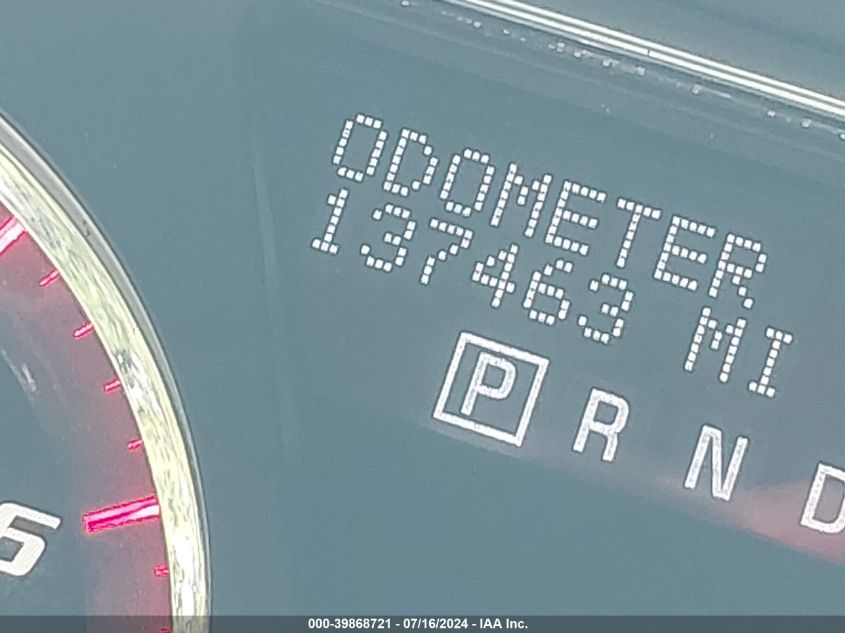 ODOMETER
137463 MI
P R N D
6
000-39868721 - 07/16/2024 - IAA Inc.